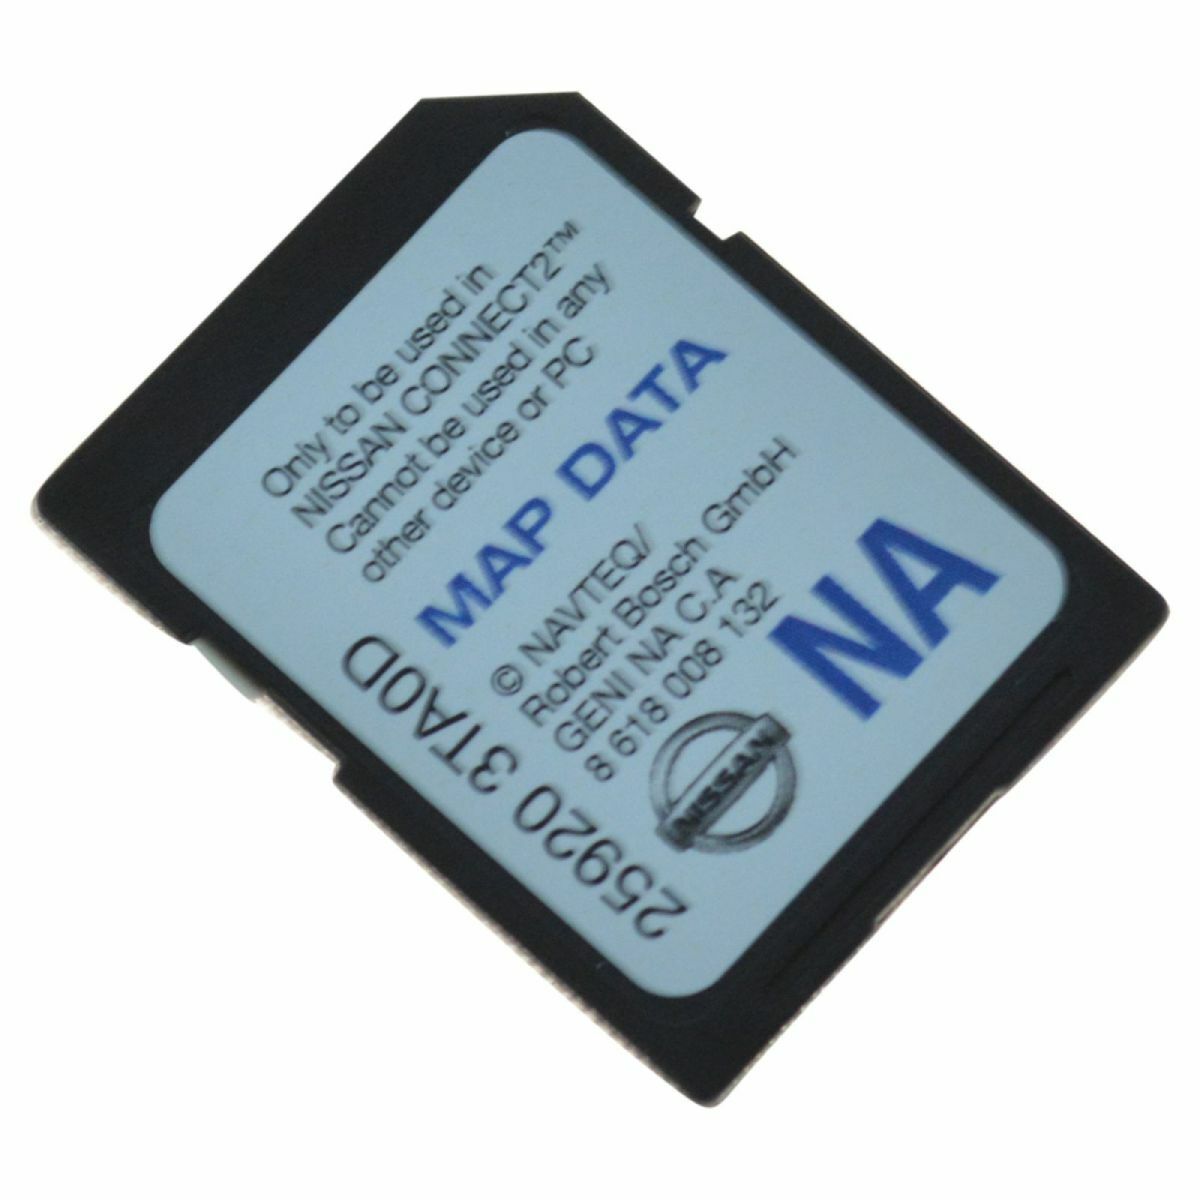 Only to be used in
NISSAN CONNECT2™
Cannot be used in any
other device or PC
MAP DATA
© NAVTEQ/
Robert Bosch GmbH
GENI NA C.A
8 618 008 132
NA
NISSAN
25920 3TA0D